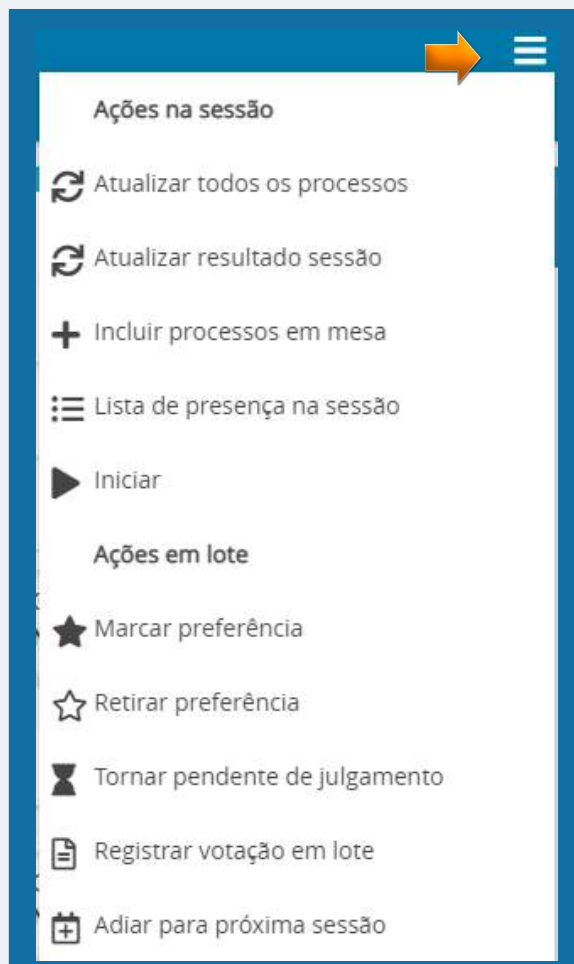 Ações na sessão
Atualizar todos os processos
Atualizar resultado sessão
Incluir processos em mesa
Lista de presença na sessão
Iniciar
Ações em lote
Marcar preferência
Retirar preferência
Tornar pendente de julgamento
Registrar votação em lote
Adiar para próxima sessão